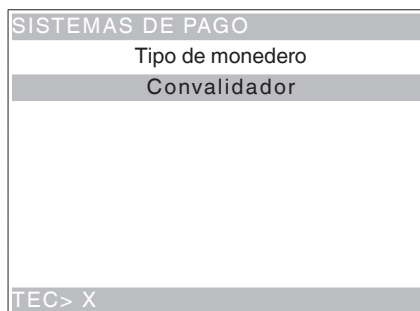 SISTEMAS DE PAGO
Tipo de monedero
Convalidador
TEC> X